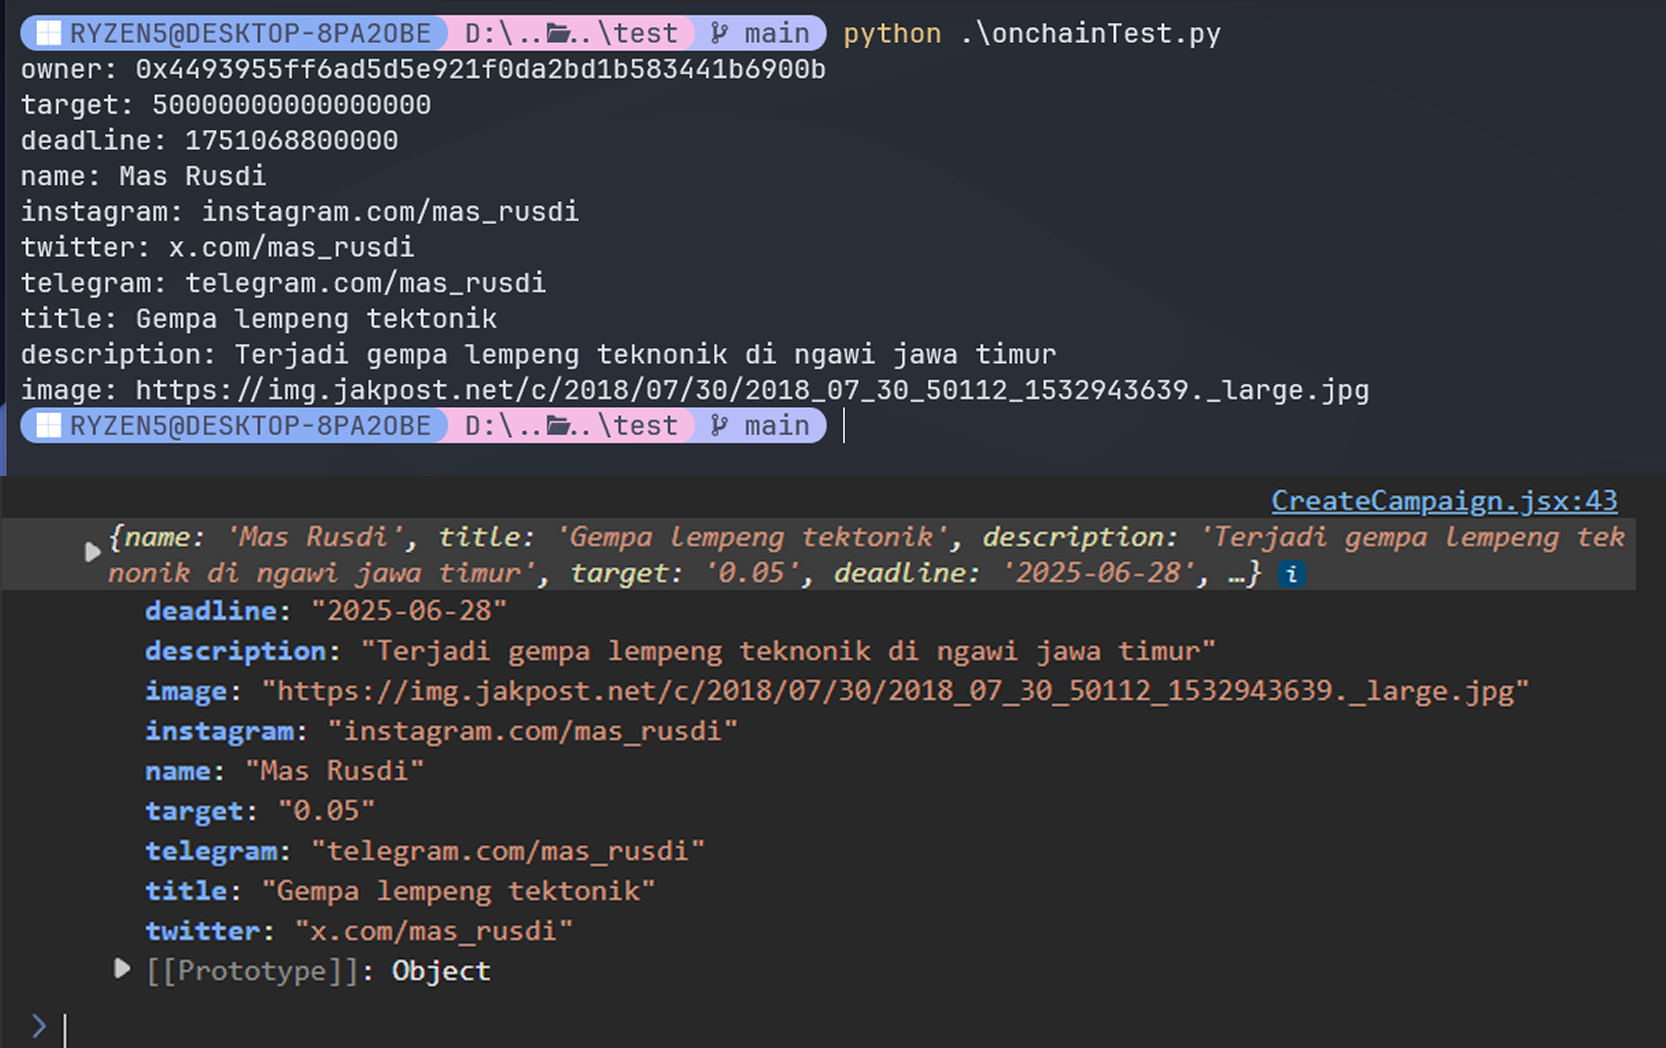 RYZEN5@DESKTOP-8PA2OBE D:\..\..\test main python .\onchainTest.py
owner: 0x4493955ff6ad5d5e921f0da2bd1b583441b6900b
target: 50000000000000000
deadline: 1751068800000
name: Mas Rusdi
instagram: instagram.com/mas_rusdi
twitter: x.com/mas_rusdi
telegram: telegram.com/mas_rusdi
title: Gempa lempeng tektonik
description: Terjadi gempa lempeng teknonik di ngawi jawa timur
image: https://img.jakpost.net/c/2018/07/30/2018_07_30_50112_1532943639._large.jpg
RYZEN5@DESKTOP-8PA2OBE D:\..\..\test main
CreateCampaign.jsx:43
{name: 'Mas Rusdi', title: 'Gempa lempeng tektonik', description: 'Terjadi gempa lempeng tek
nonik di ngawi jawa timur', target: '0.05', deadline: '2025-06-28', …} i
deadline: "2025-06-28"
description: "Terjadi gempa lempeng teknonik di ngawi jawa timur"
image: "https://img.jakpost.net/c/2018/07/30/2018_07_30_50112_1532943639._large.jpg"
instagram: "instagram.com/mas_rusdi"
name: "Mas Rusdi"
target: "0.05"
telegram: "telegram.com/mas_rusdi"
title: "Gempa lempeng tektonik"
twitter: "x.com/mas_rusdi"
[[Prototype]]: Object
>